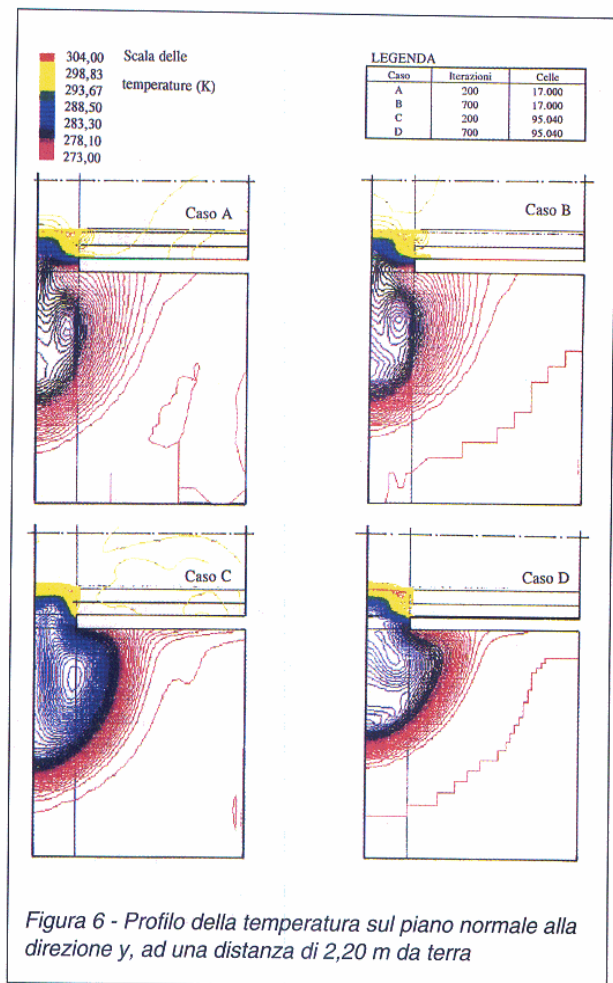 304,00
298,83
293,67
288,50
283,30
278,10
273,00
Scala delle
temperature (K)
LEGENDA
Caso Iterazioni Celle
A 200 17.000
B 700 17.000
C 200 95.040
D 700 95.040
Caso A
Caso B
Caso C
Caso D
Figura 6 - Profilo della temperatura sul piano normale alla
direzione y, ad una distanza di 2,20 m da terra